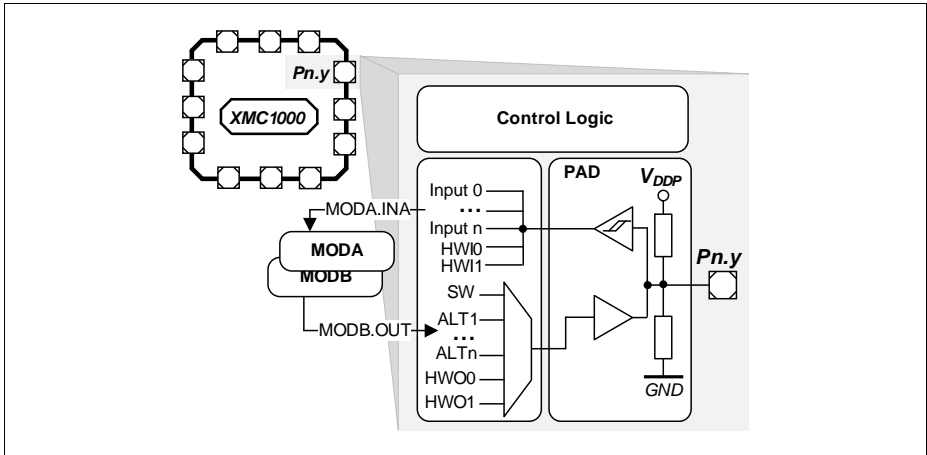 Pn.y
XMC1000
Control Logic
PAD
VDDP
Input 0
...
Input n
HWI0
HWI1
MODA.INA
MODA
MODB
MODB.OUT
SW
ALT1
...
ALTn
HWO0
HWO1
Pn.y
GND